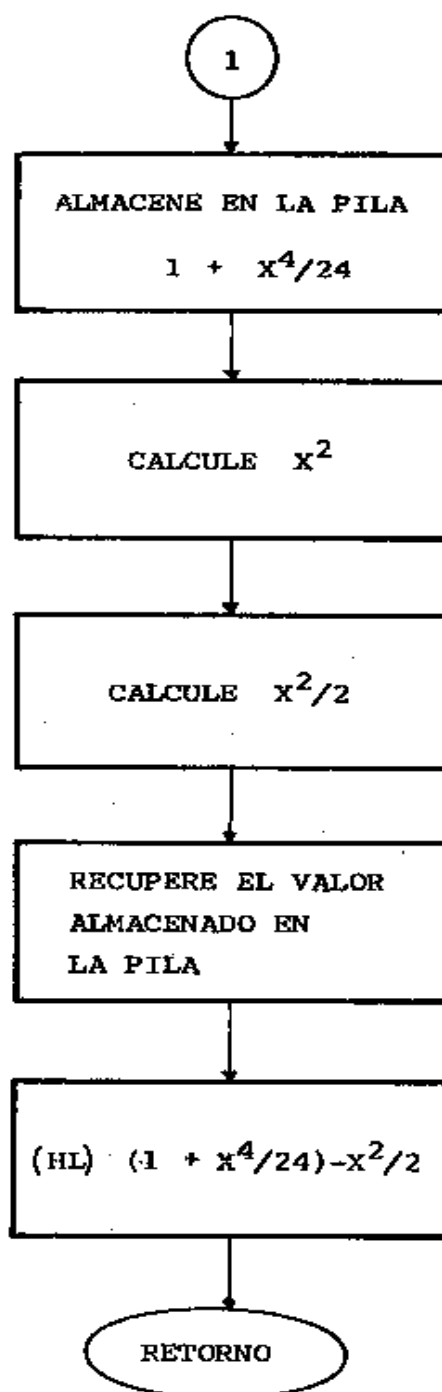 1
ALMACENE EN LA PILA
1 + X⁴/24
CALCULE X²
CALCULE X²/2
RECUPERE EL VALOR
ALMACENADO EN
LA PILA
(HL) (1 + X⁴/24)-X²/2
RETORNO